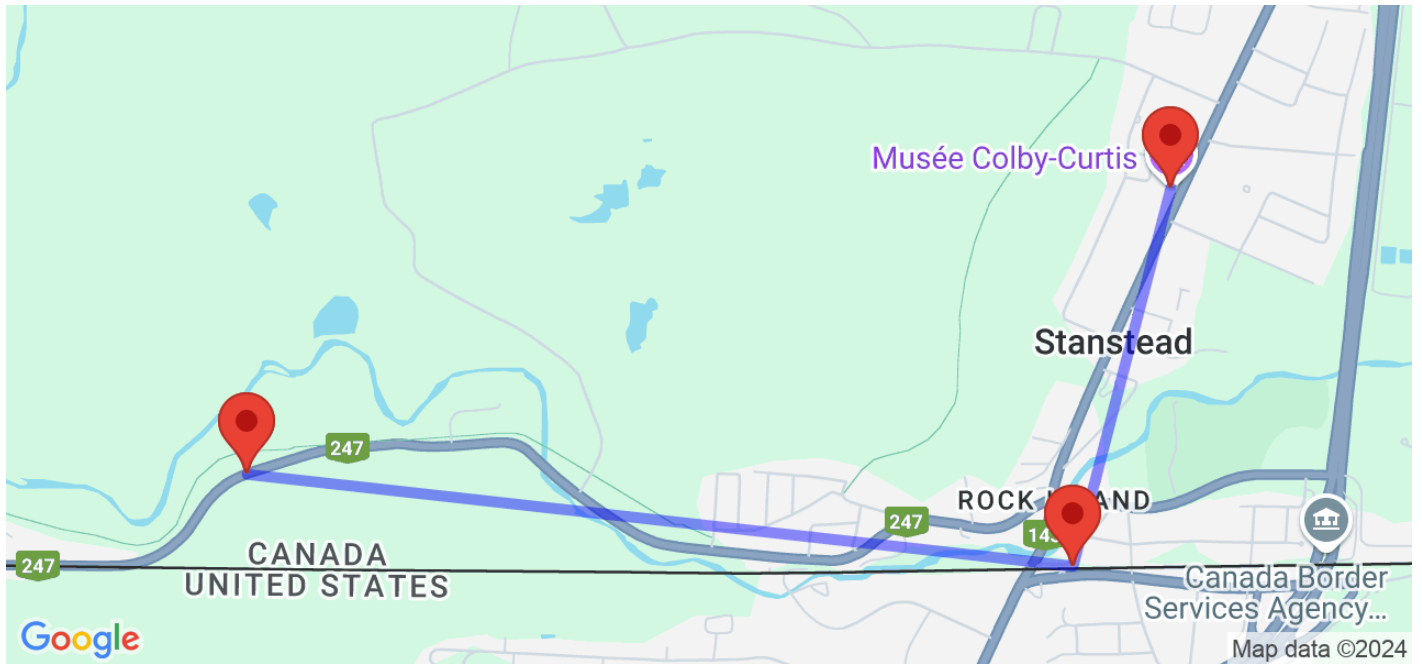 Musée Colby-Curtis
Stanstead
247
ROCK
247
CANADA
UNITED STATES
247
Canada Border
Services Agency...
Google
Map data ©2024